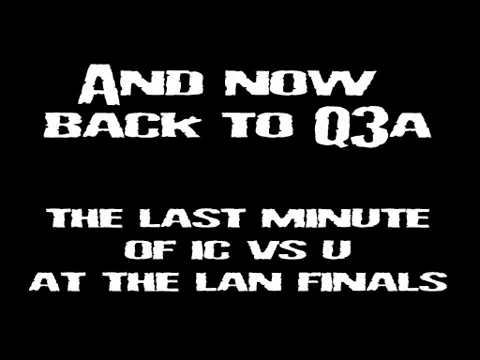 And now
back to Q3A
the last minute
of iC vs U
at the LAN finals